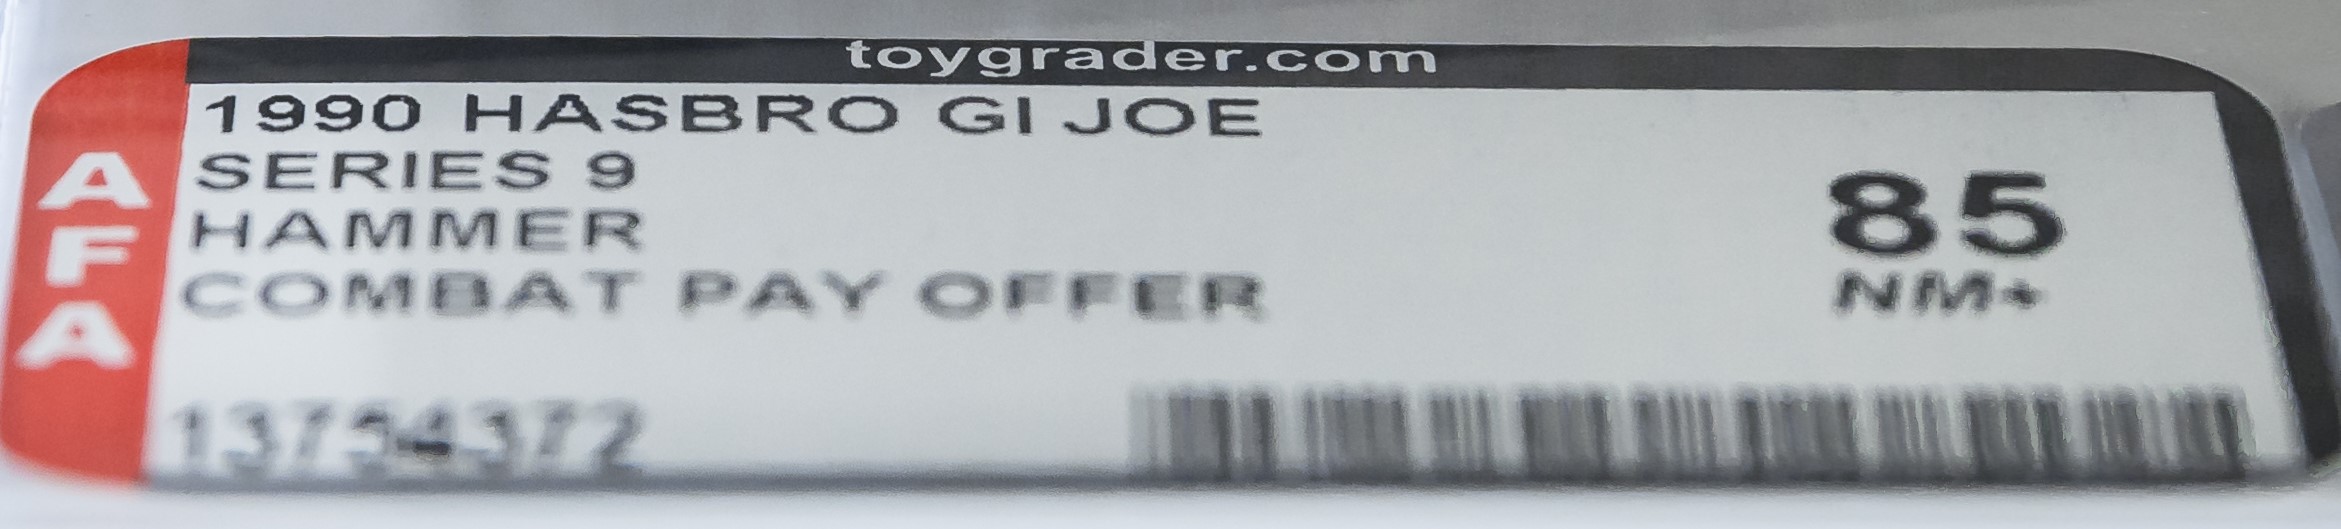 toygrader.com
AFA
1990 HASBRO GI JOE
SERIES 9
HAMMER
COMBAT PAY OFFER
85
NM+
13754372